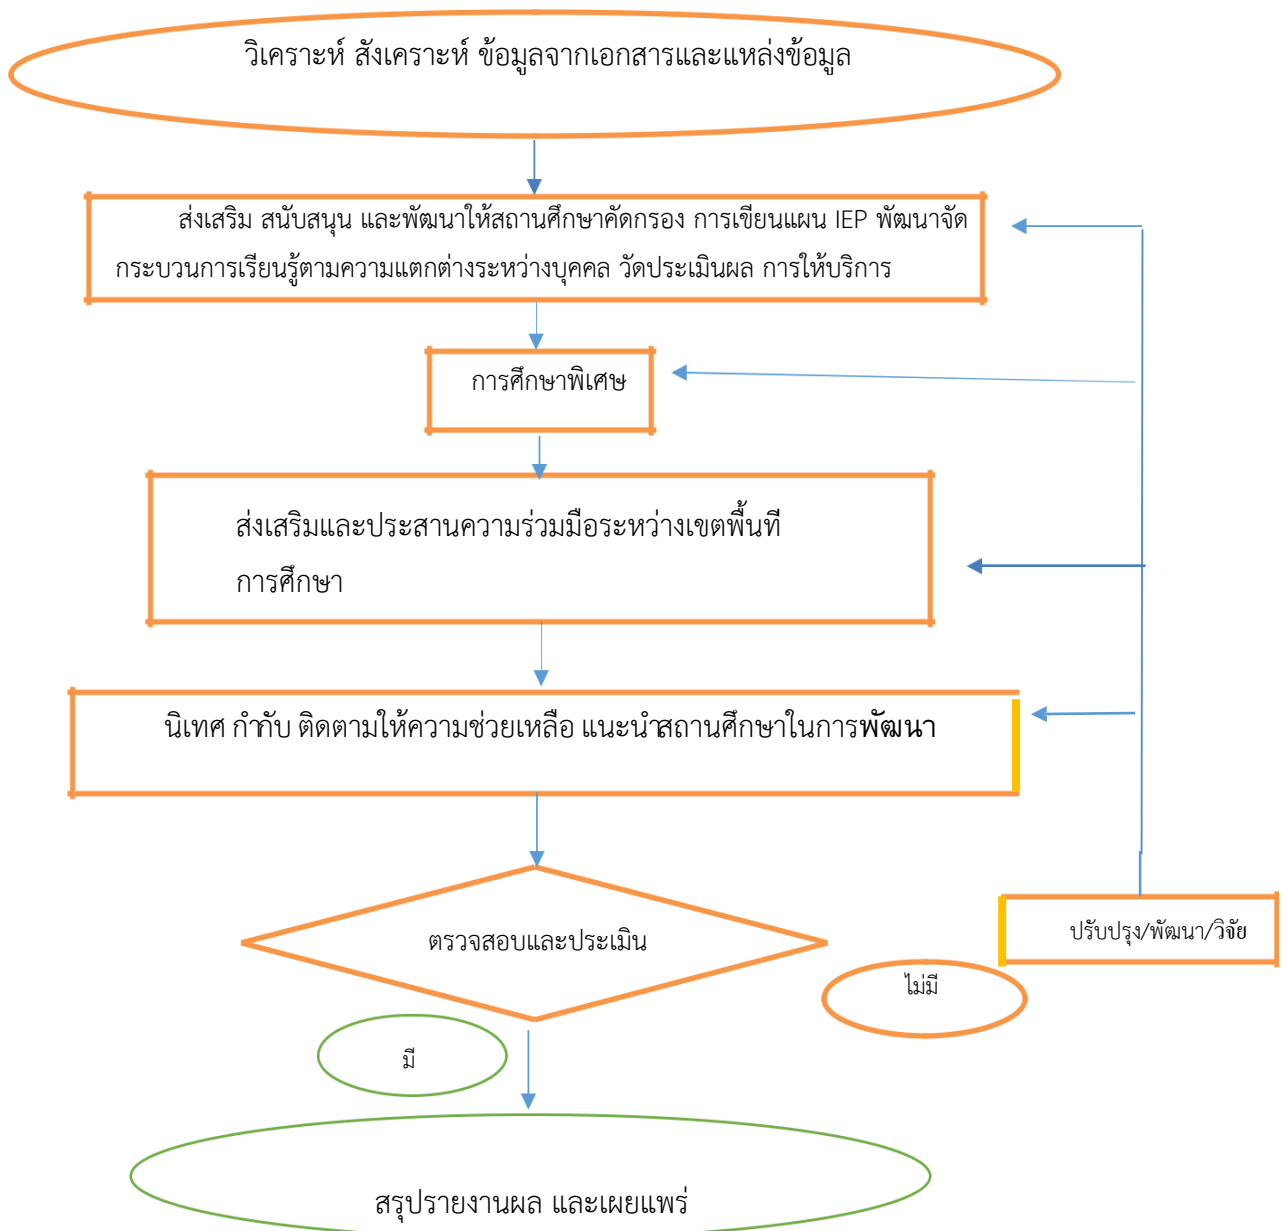 วิเคราะห์ สังเคราะห์ ข้อมูลจากเอกสารและแหล่งข้อมูล
ส่งเสริม สนับสนุน และพัฒนาให้สถานศึกษาคัดกรอง การเขียนแผน IEP พัฒนาจัด
กระบวนการเรียนรู้ตามความแตกต่างระหว่างบุคคล วัดประเมินผล การให้บริการ
การศึกษาพิเศษ
ส่งเสริมและประสานความร่วมมือระหว่างเขตพื้นที่
การศึกษา
นิเทศ กำกับ ติดตามให้ความช่วยเหลือ แนะนำสถานศึกษาในการพัฒนา
ตรวจสอบและประเมิน
ปรับปรุง/พัฒนา/วิจัย
ไม่มี
มี
สรุปรายงานผล และเผยแพร่